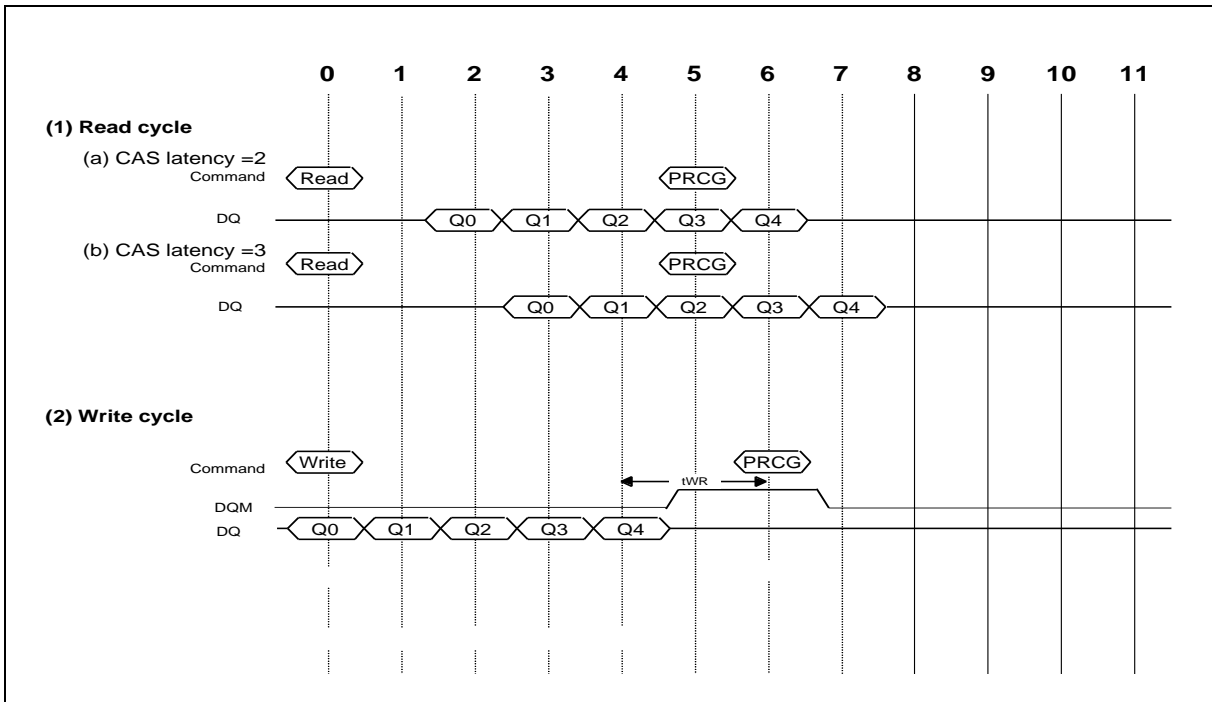 0 1 2 3 4 5 6 7 8 9 10 11
(1) Read cycle
(a) CAS latency =2
Command Read PRCG
DQ Q0 Q1 Q2 Q3 Q4
(b) CAS latency =3
Command Read PRCG
DQ Q0 Q1 Q2 Q3 Q4
(2) Write cycle
Command Write PRCG
tWR
DQM
DQ Q0 Q1 Q2 Q3 Q4